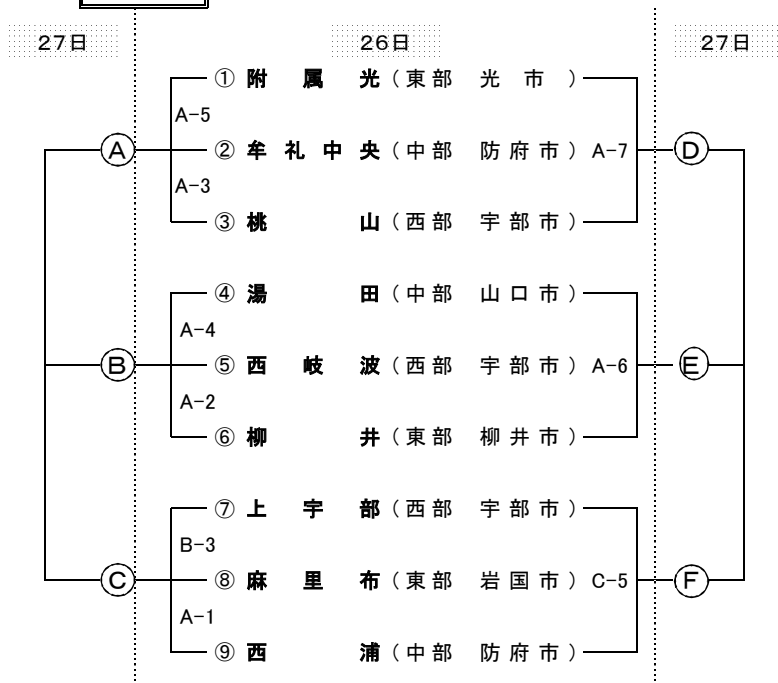 27日 26日 27日
① 附属光(東部 光市)
A-5
Ⓐ ② 牟礼中央(中部 防府市) A-7 Ⓓ
A-3
③ 桃山(西部 宇部市)
④ 湯田(中部 山口市)
A-4
Ⓑ ⑤ 西岐波(西部 宇部市) A-6 Ⓔ
A-2
⑥ 柳井(東部 柳井市)
⑦ 上宇部(西部 宇部市)
B-3
Ⓒ ⑧ 麻里布(東部 岩国市) C-5 Ⓕ
A-1
⑨ 西浦(中部 防府市)